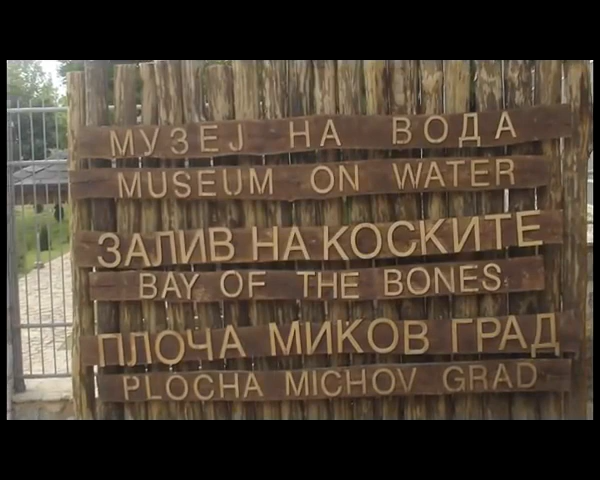 МУЗЕЈ НА ВОДА
MUSEUM ON WATER
ЗАЛИВ НА КОСКИТЕ
BAY OF THE BONES
ПЛОЧА МИКОВ ГРАД
PLOCHA MICHOV GRAD